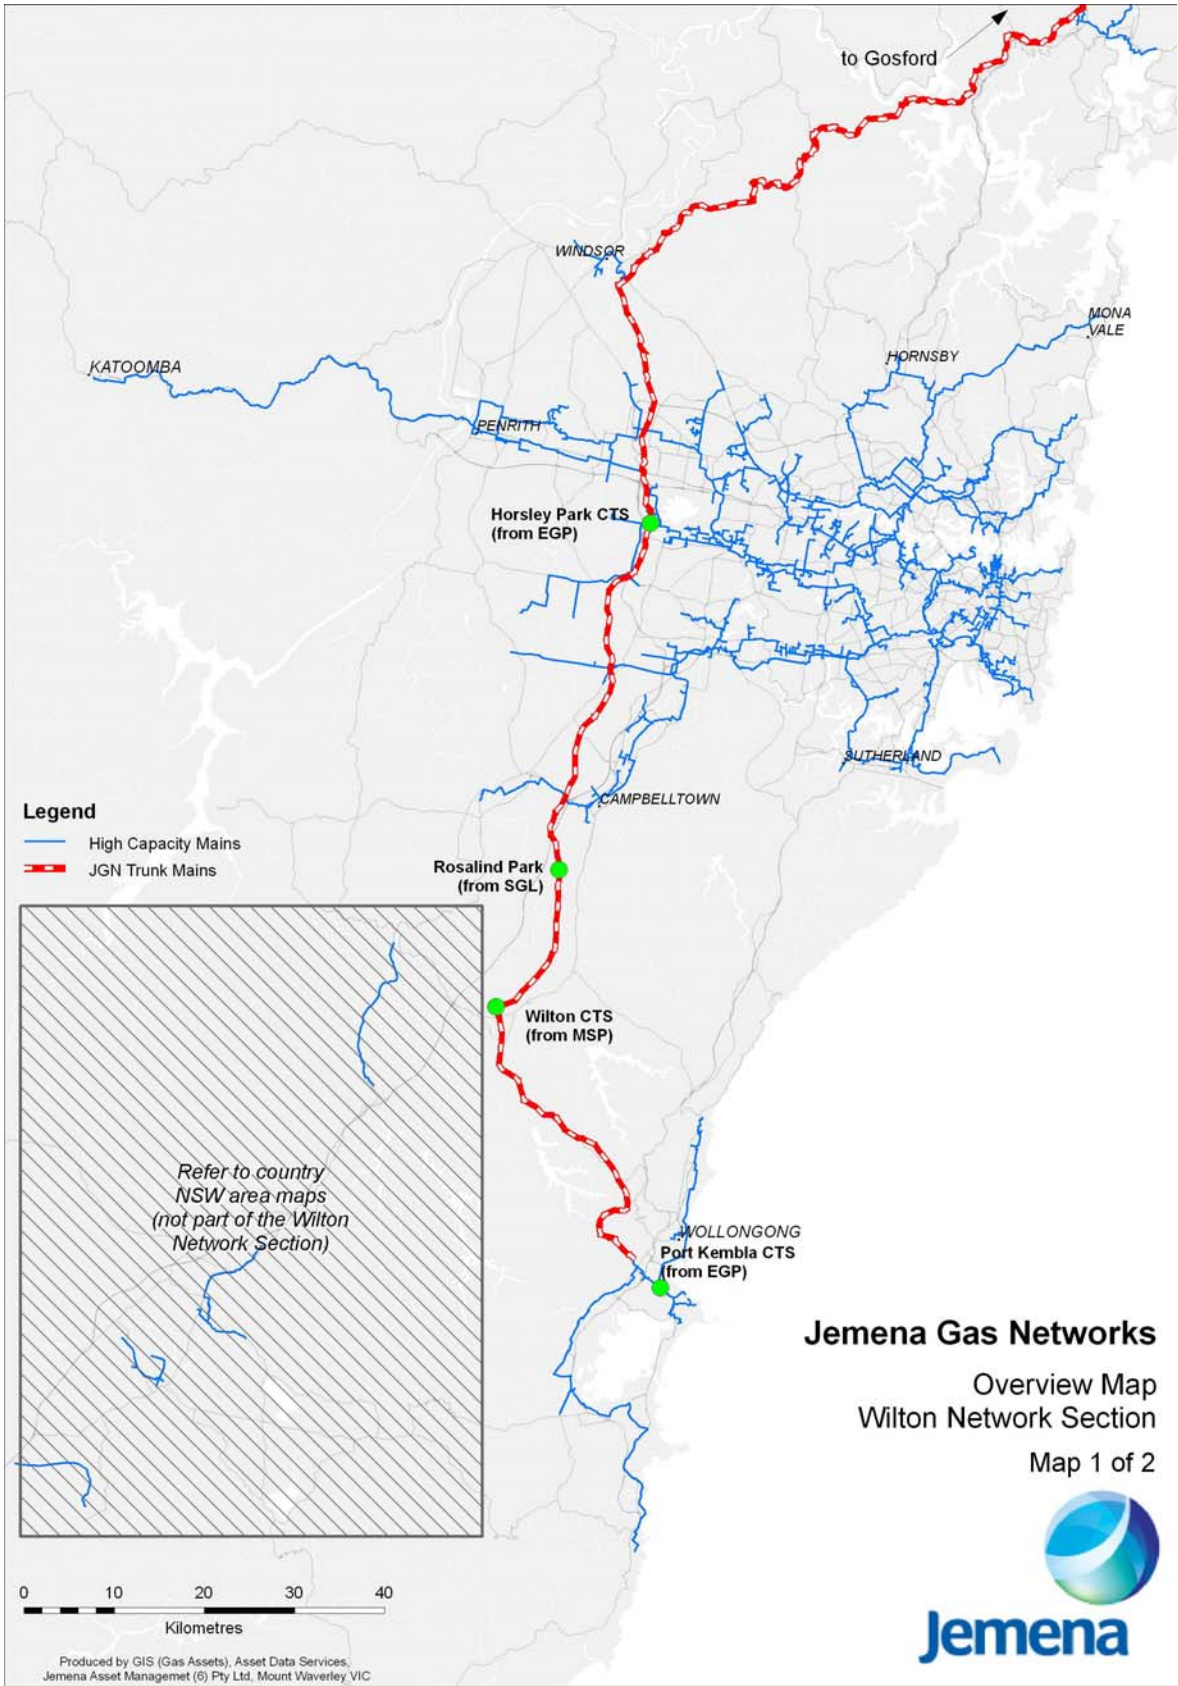 to Gosford
WINDSOR
MONA
VALE
HORNSBY
KATOOMBA
PENRITH
Horsley Park CTS
(from EGP)
SUTHERLAND
CAMPBELLTOWN
Legend
High Capacity Mains
JGN Trunk Mains
Rosalind Park
(from SGL)
Wilton CTS
(from MSP)
Refer to country
NSW area maps
(not part of the Wilton
Network Section)
WOLLONGONG
Port Kembla CTS
(from EGP)
Jemena Gas Networks
Overview Map
Wilton Network Section
Map 1 of 2
0 10 20 30 40
Kilometres
Jemena
Produced by GIS (Gas Assets), Asset Data Services,
Jemena Asset Managemet (6) Pty Ltd, Mount Waverley VIC